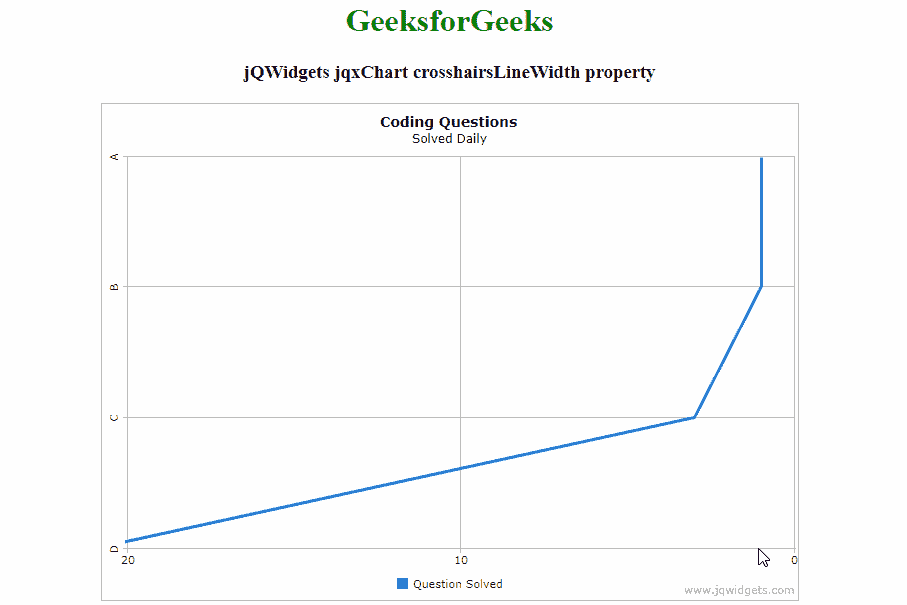 GeeksforGeeks
jQWidgets jqxChart crosshairsLineWidth property
Coding Questions
Solved Daily
A
B
C
D
20 10 0
Question Solved
www.jqwidgets.com